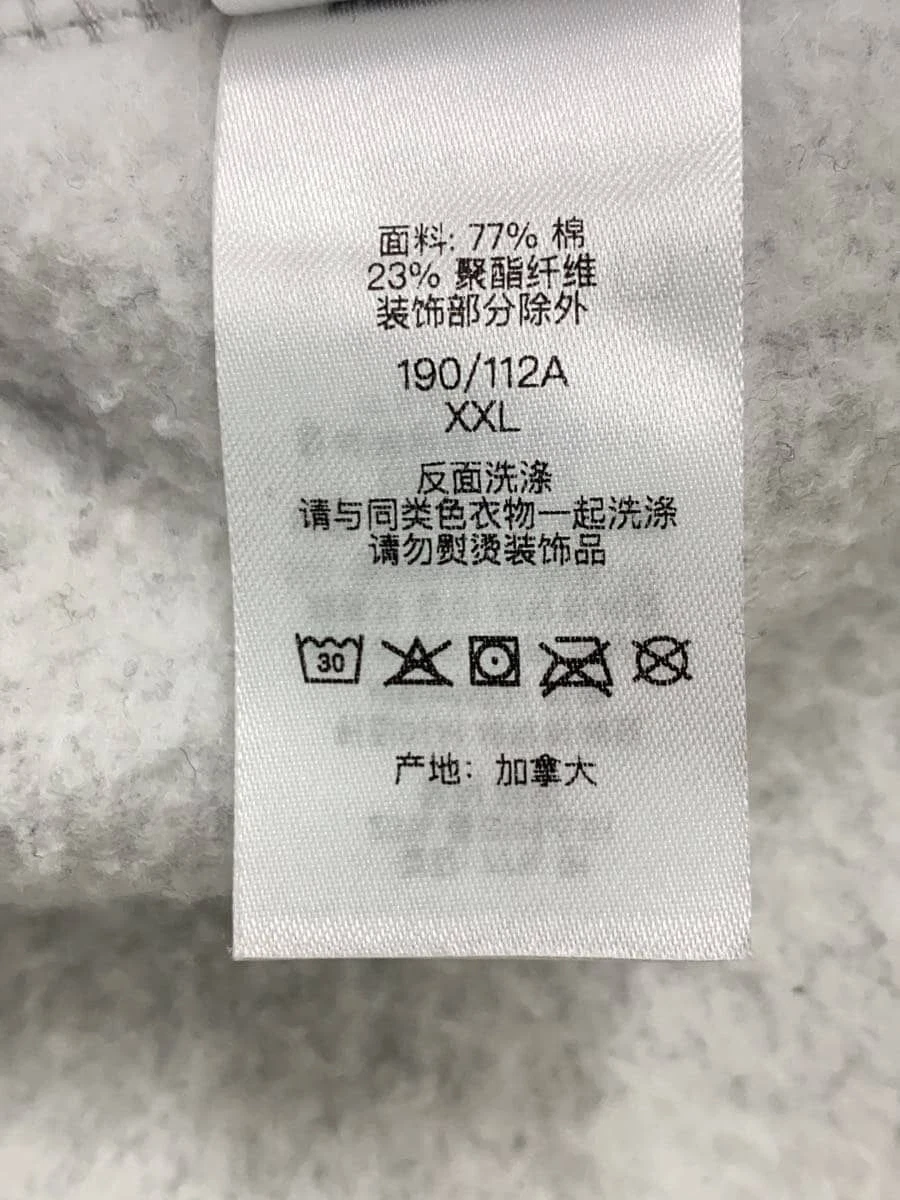 面料: 77% 棉
23% 聚酯纤维
装饰部分除外
190/112A
XXL
反面洗涤
请与同类色衣物一起洗涤
请勿熨烫装饰品
30
产地: 加拿大